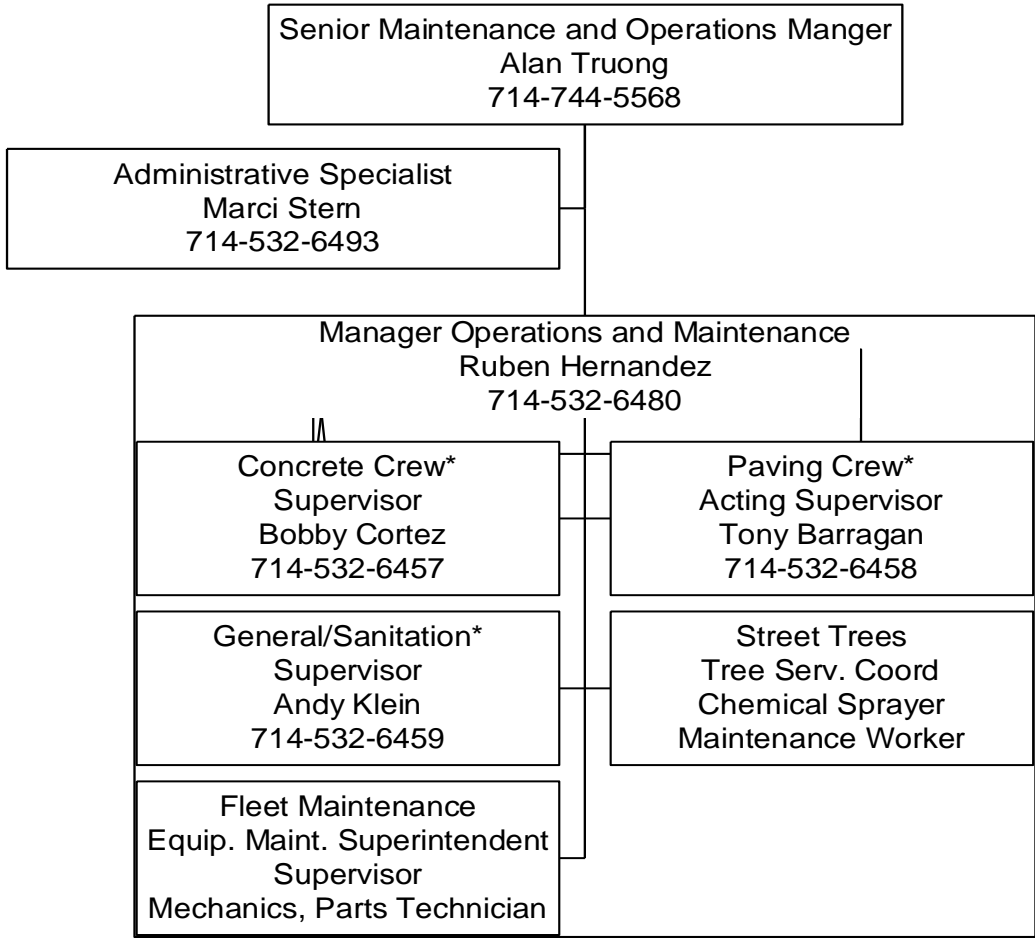 Senior Maintenance and Operations Manger
Alan Truong
714-744-5568
Administrative Specialist
Marci Stern
714-532-6493
Manager Operations and Maintenance
Ruben Hernandez
714-532-6480
Concrete Crew*
Supervisor
Bobby Cortez
714-532-6457
Paving Crew*
Acting Supervisor
Tony Barragan
714-532-6458
General/Sanitation*
Supervisor
Andy Klein
714-532-6459
Street Trees
Tree Serv. Coord
Chemical Sprayer
Maintenance Worker
Fleet Maintenance
Equip. Maint. Superintendent
Supervisor
Mechanics, Parts Technician